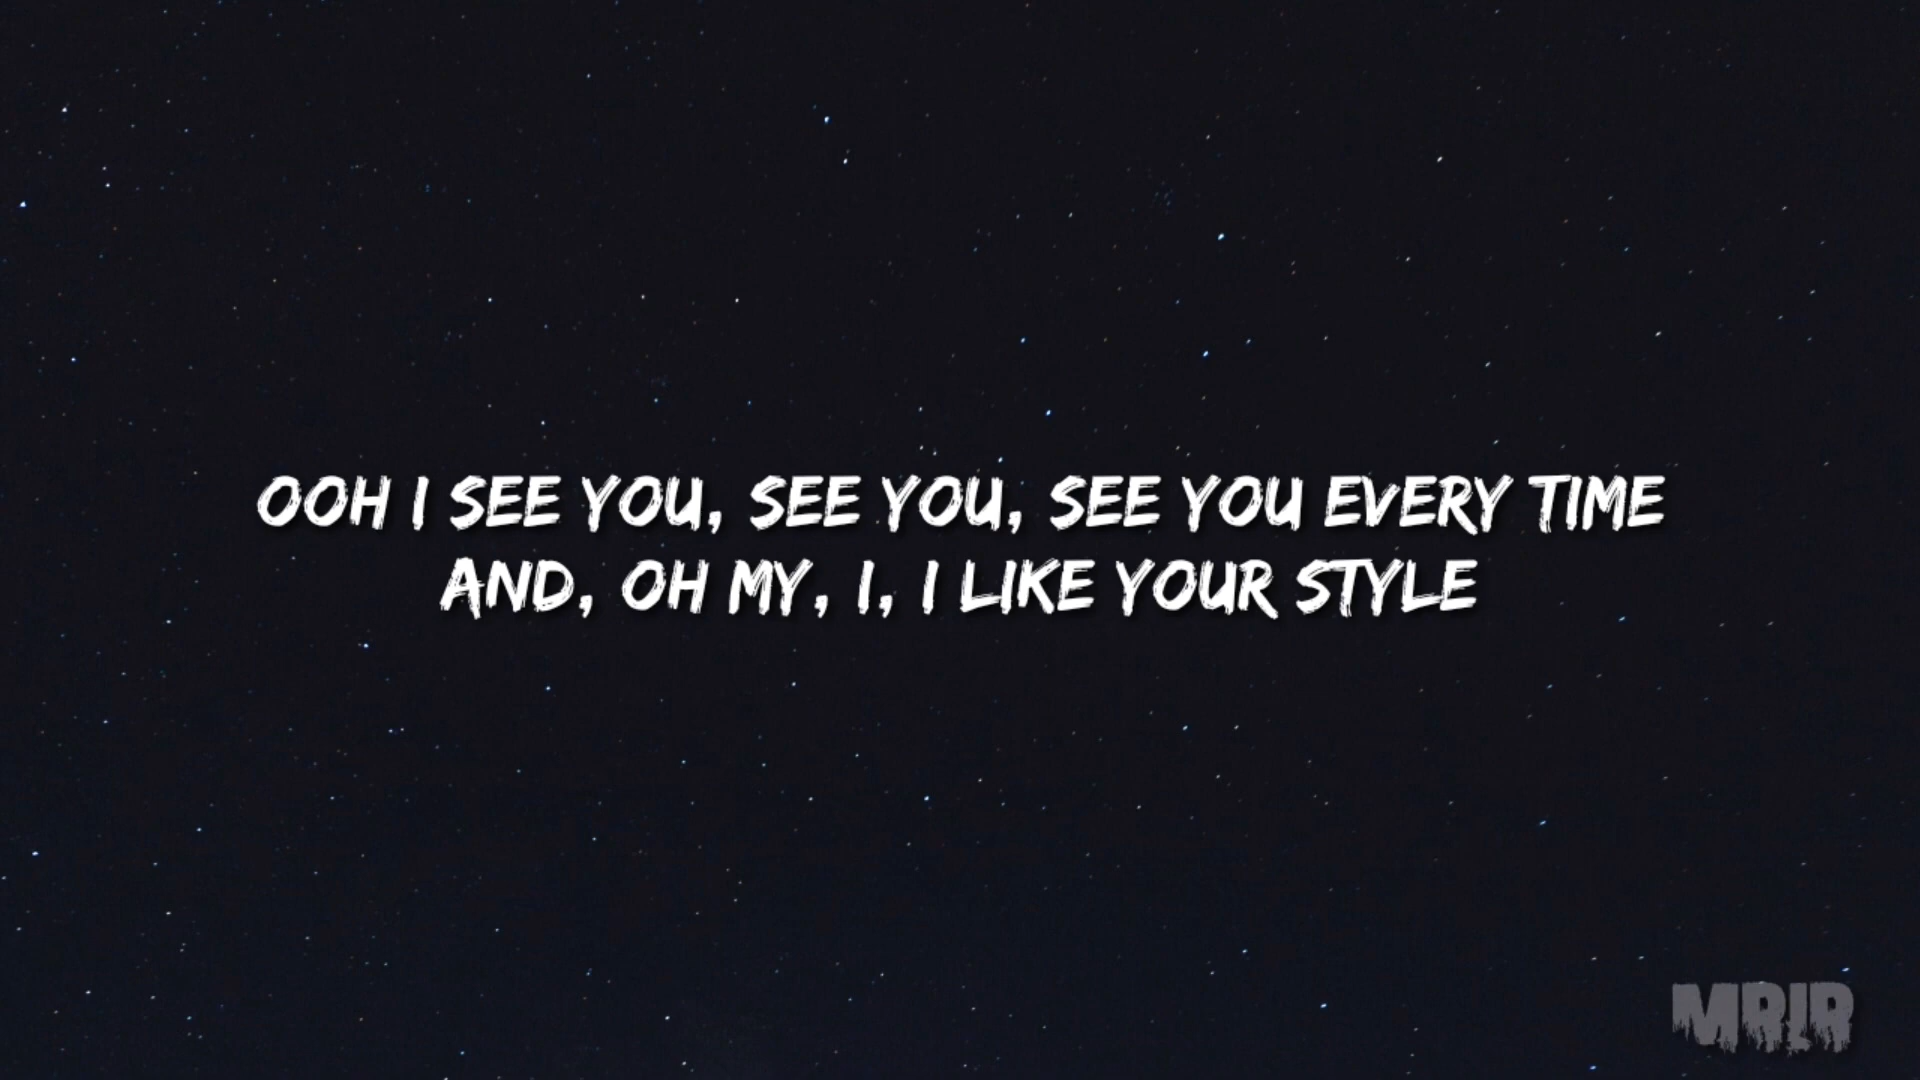 OOH I SEE YOU, SEE YOU, SEE YOU EVERY TIME
AND, OH MY, I, I LIKE YOUR STYLE
MRLR